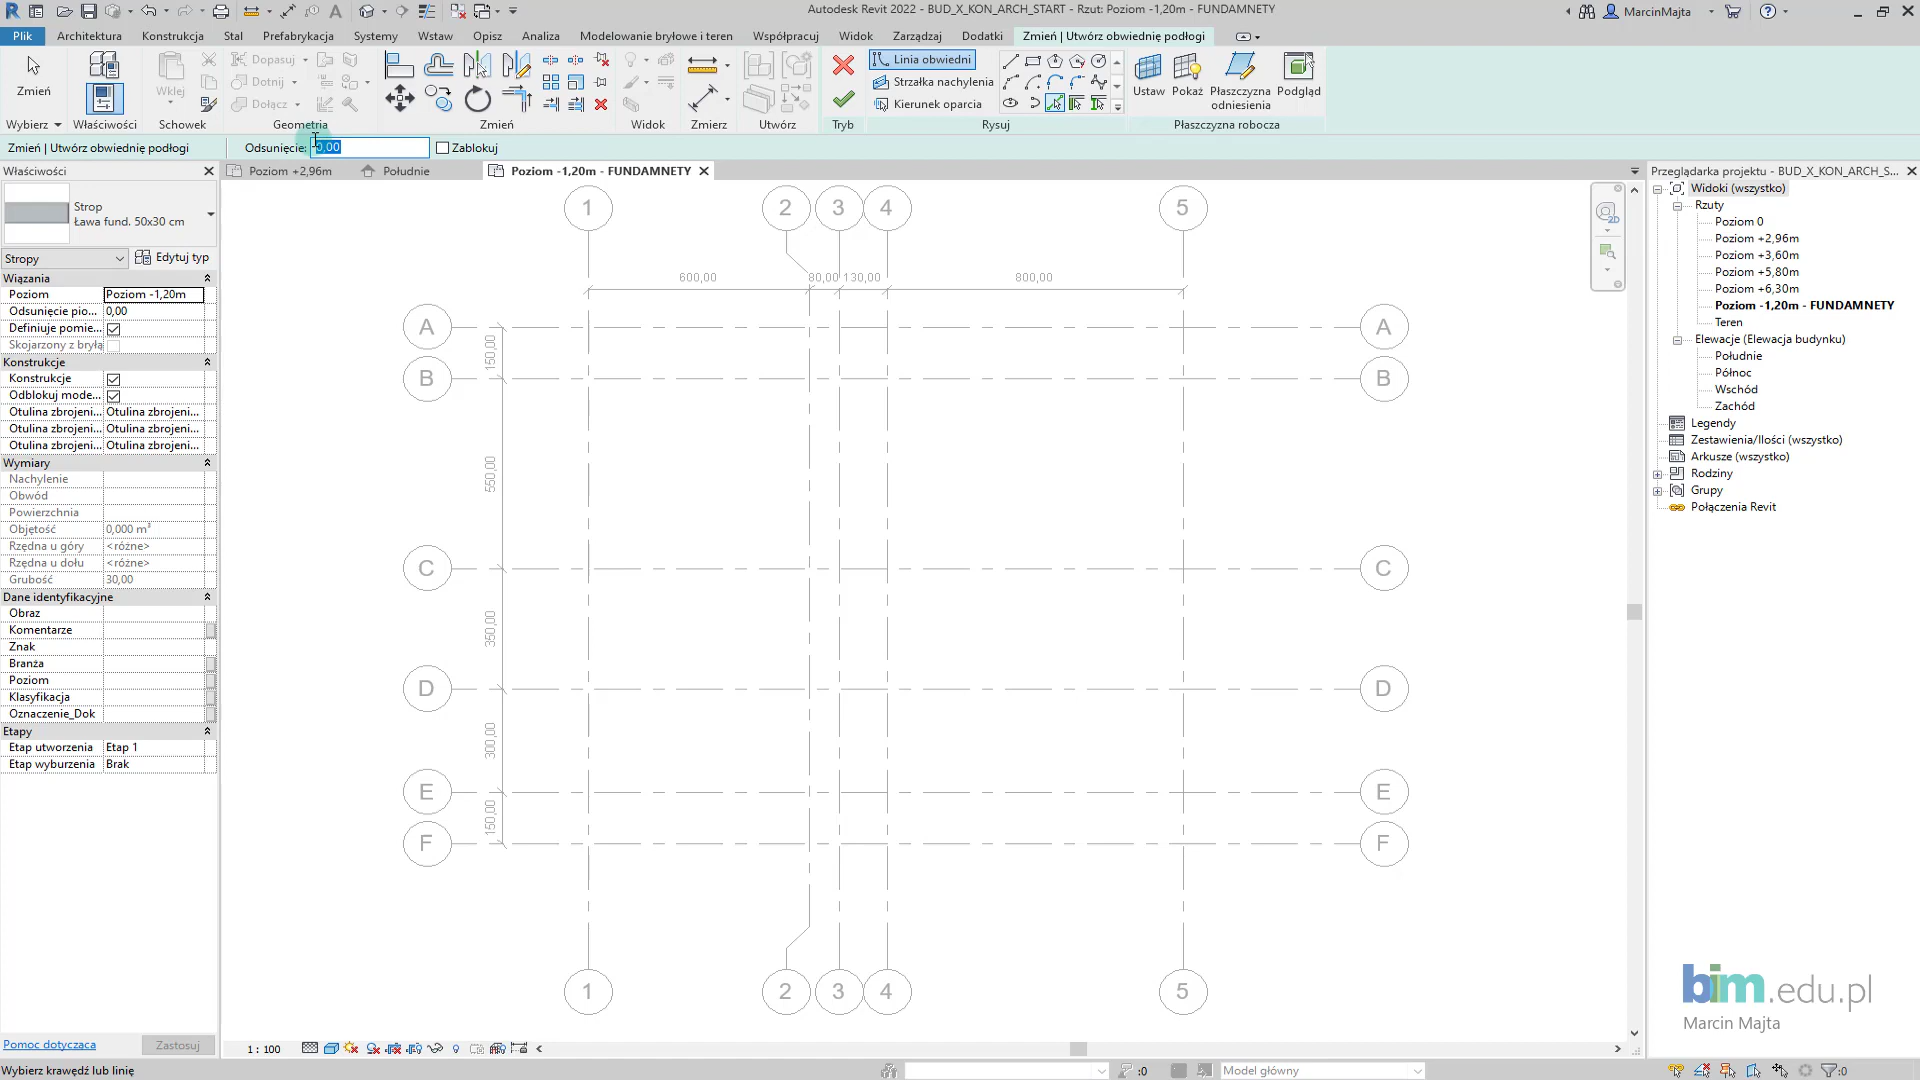 Autodesk Revit 2022 - BUD_X_KON_ARCH_START - Rzut: Poziom -1,20m - FUNDAMNETY
MarcinMajta
Plik Architektura Konstrukcja Stal Prefabrykacja Systemy Wstaw Opisz Analiza Modelowanie bryłowe i teren Współpracuj Widok Zarządzaj Dodatki Zmień | Utwórz obwiednię podłogi
Zmień
Wklej
Dopasuj
Dotnij
Dołącz
Linia obwiedni
Strzałka nachylenia
Kierunek oparcia
Ustaw
Pokaż
Płaszczyzna odniesienia
Podgląd
Wybierz Właściwości Schowek Geometria Zmień Widok Zmierz Utwórz Tryb Rysuj Płaszczyzna robocza
Zmień | Utwórz obwiednię podłogi Odsunięcie: 0,00 Zablokuj
Właściwości
Poziom +2,96m Południe Poziom -1,20m - FUNDAMNETY
Strop
Ława fund. 50x30 cm
Stropy Edytuj typ
Wiązania
Poziom Poziom -1,20m
Odsunięcie pio... 0,00
Definiuje pomie...
Skojarzony z bryłą
Konstrukcje
Konstrukcje
Odblokuj mode...
Otulina zbrojeni... Otulina zbrojeni...
Otulina zbrojeni... Otulina zbrojeni...
Otulina zbrojeni... Otulina zbrojeni...
Wymiary
Nachylenie
Obwód
Powierzchnia
Objętość 0,000 m³
Rzędna u góry <różne>
Rzędna u dołu <różne>
Grubość 30,00
Dane identyfikacyjne
Obraz
Komentarze
Znak
Branża
Poziom
Klasyfikacja
Oznaczenie_Dok
Etapy
Etap utworzenia Etap 1
Etap wyburzenia Brak
Pomoc dotycząca Zastosuj
1 2 3 4 5
600,00 80,00 130,00 800,00
A A
150,00
B B
550,00
C C
350,00
D D
300,00
E E
150,00
F F
1 2 3 4 5
1 : 100
Przeglądarka projektu - BUD_X_KON_ARCH_S...
Widoki (wszystko)
Rzuty
Poziom 0
Poziom +2,96m
Poziom +3,60m
Poziom +5,80m
Poziom +6,30m
Poziom -1,20m - FUNDAMNETY
Teren
Elewacje (Elewacja budynku)
Południe
Północ
Wschód
Zachód
Legendy
Zestawienia/Ilości (wszystko)
Arkusze (wszystko)
Rodziny
Grupy
Połączenia Revit
bim.edu.pl
Marcin Majta
Wybierz krawędź lub linię :0 Model główny :0